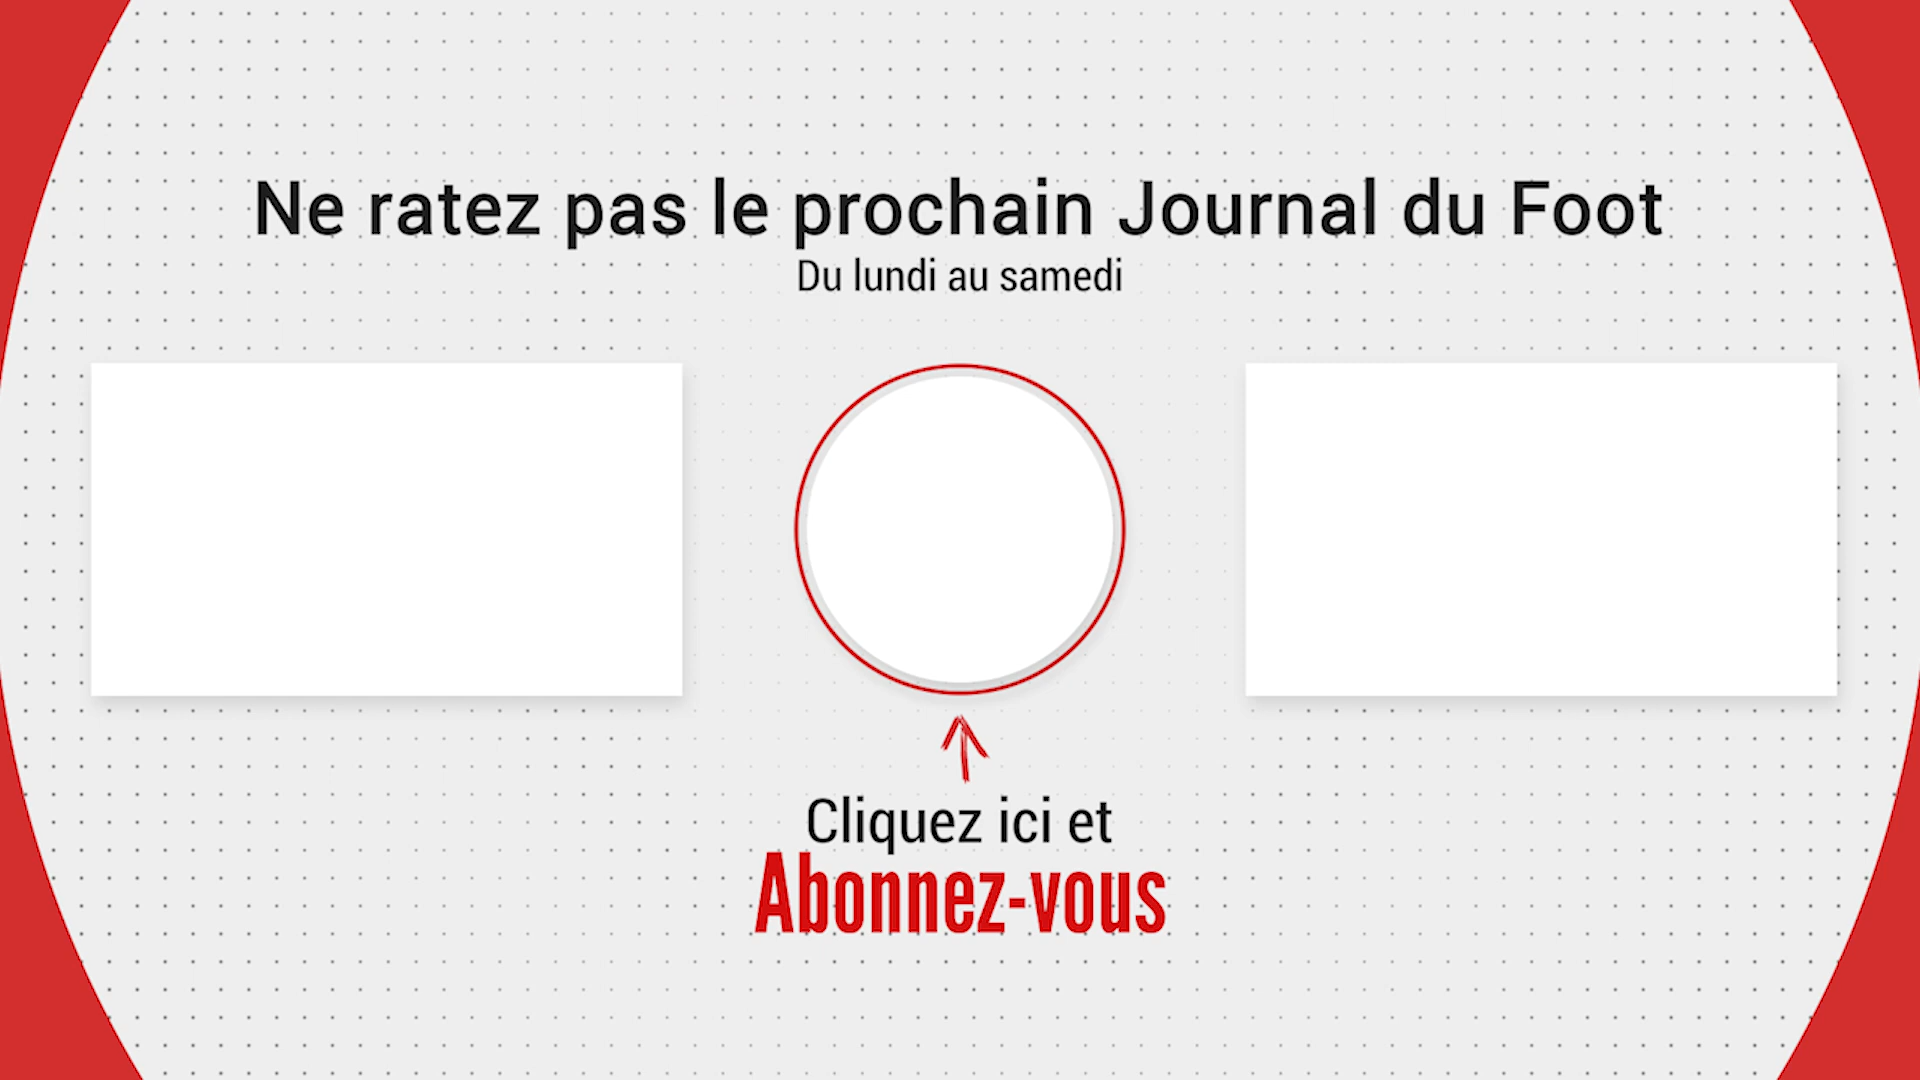 Ne ratez pas le prochain Journal du Foot
Du lundi au samedi
Cliquez ici et
Abonnez-vous